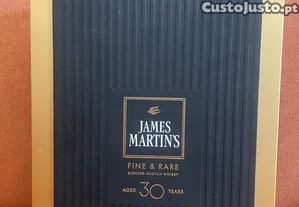 CustoJusto.pt
JAMES
MARTIN'S
FINE & RARE
BLENDED SCOTCH WHISKY
AGED 30 YEARS